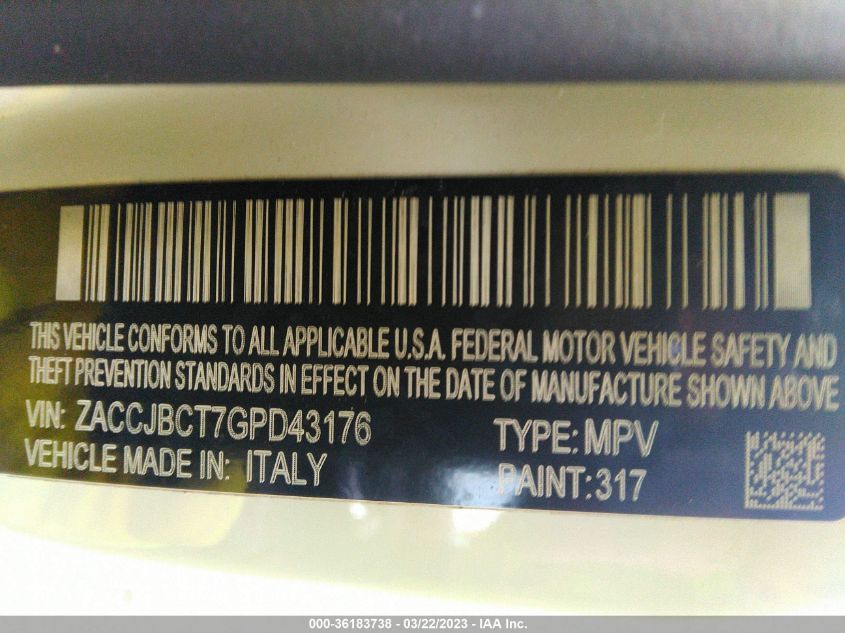 THIS VEHICLE CONFORMS TO ALL APPLICABLE U.S.A. FEDERAL MOTOR VEHICLE SAFETY AND
THEFT PREVENTION STANDARDS IN EFFECT ON THE DATE OF MANUFACTURE SHOWN ABOVE
VIN: ZACCJBCT7GPD43176 TYPE: MPV
VEHICLE MADE IN: ITALY PAINT: 317
000-36183738 - 03/22/2023 - IAA Inc.